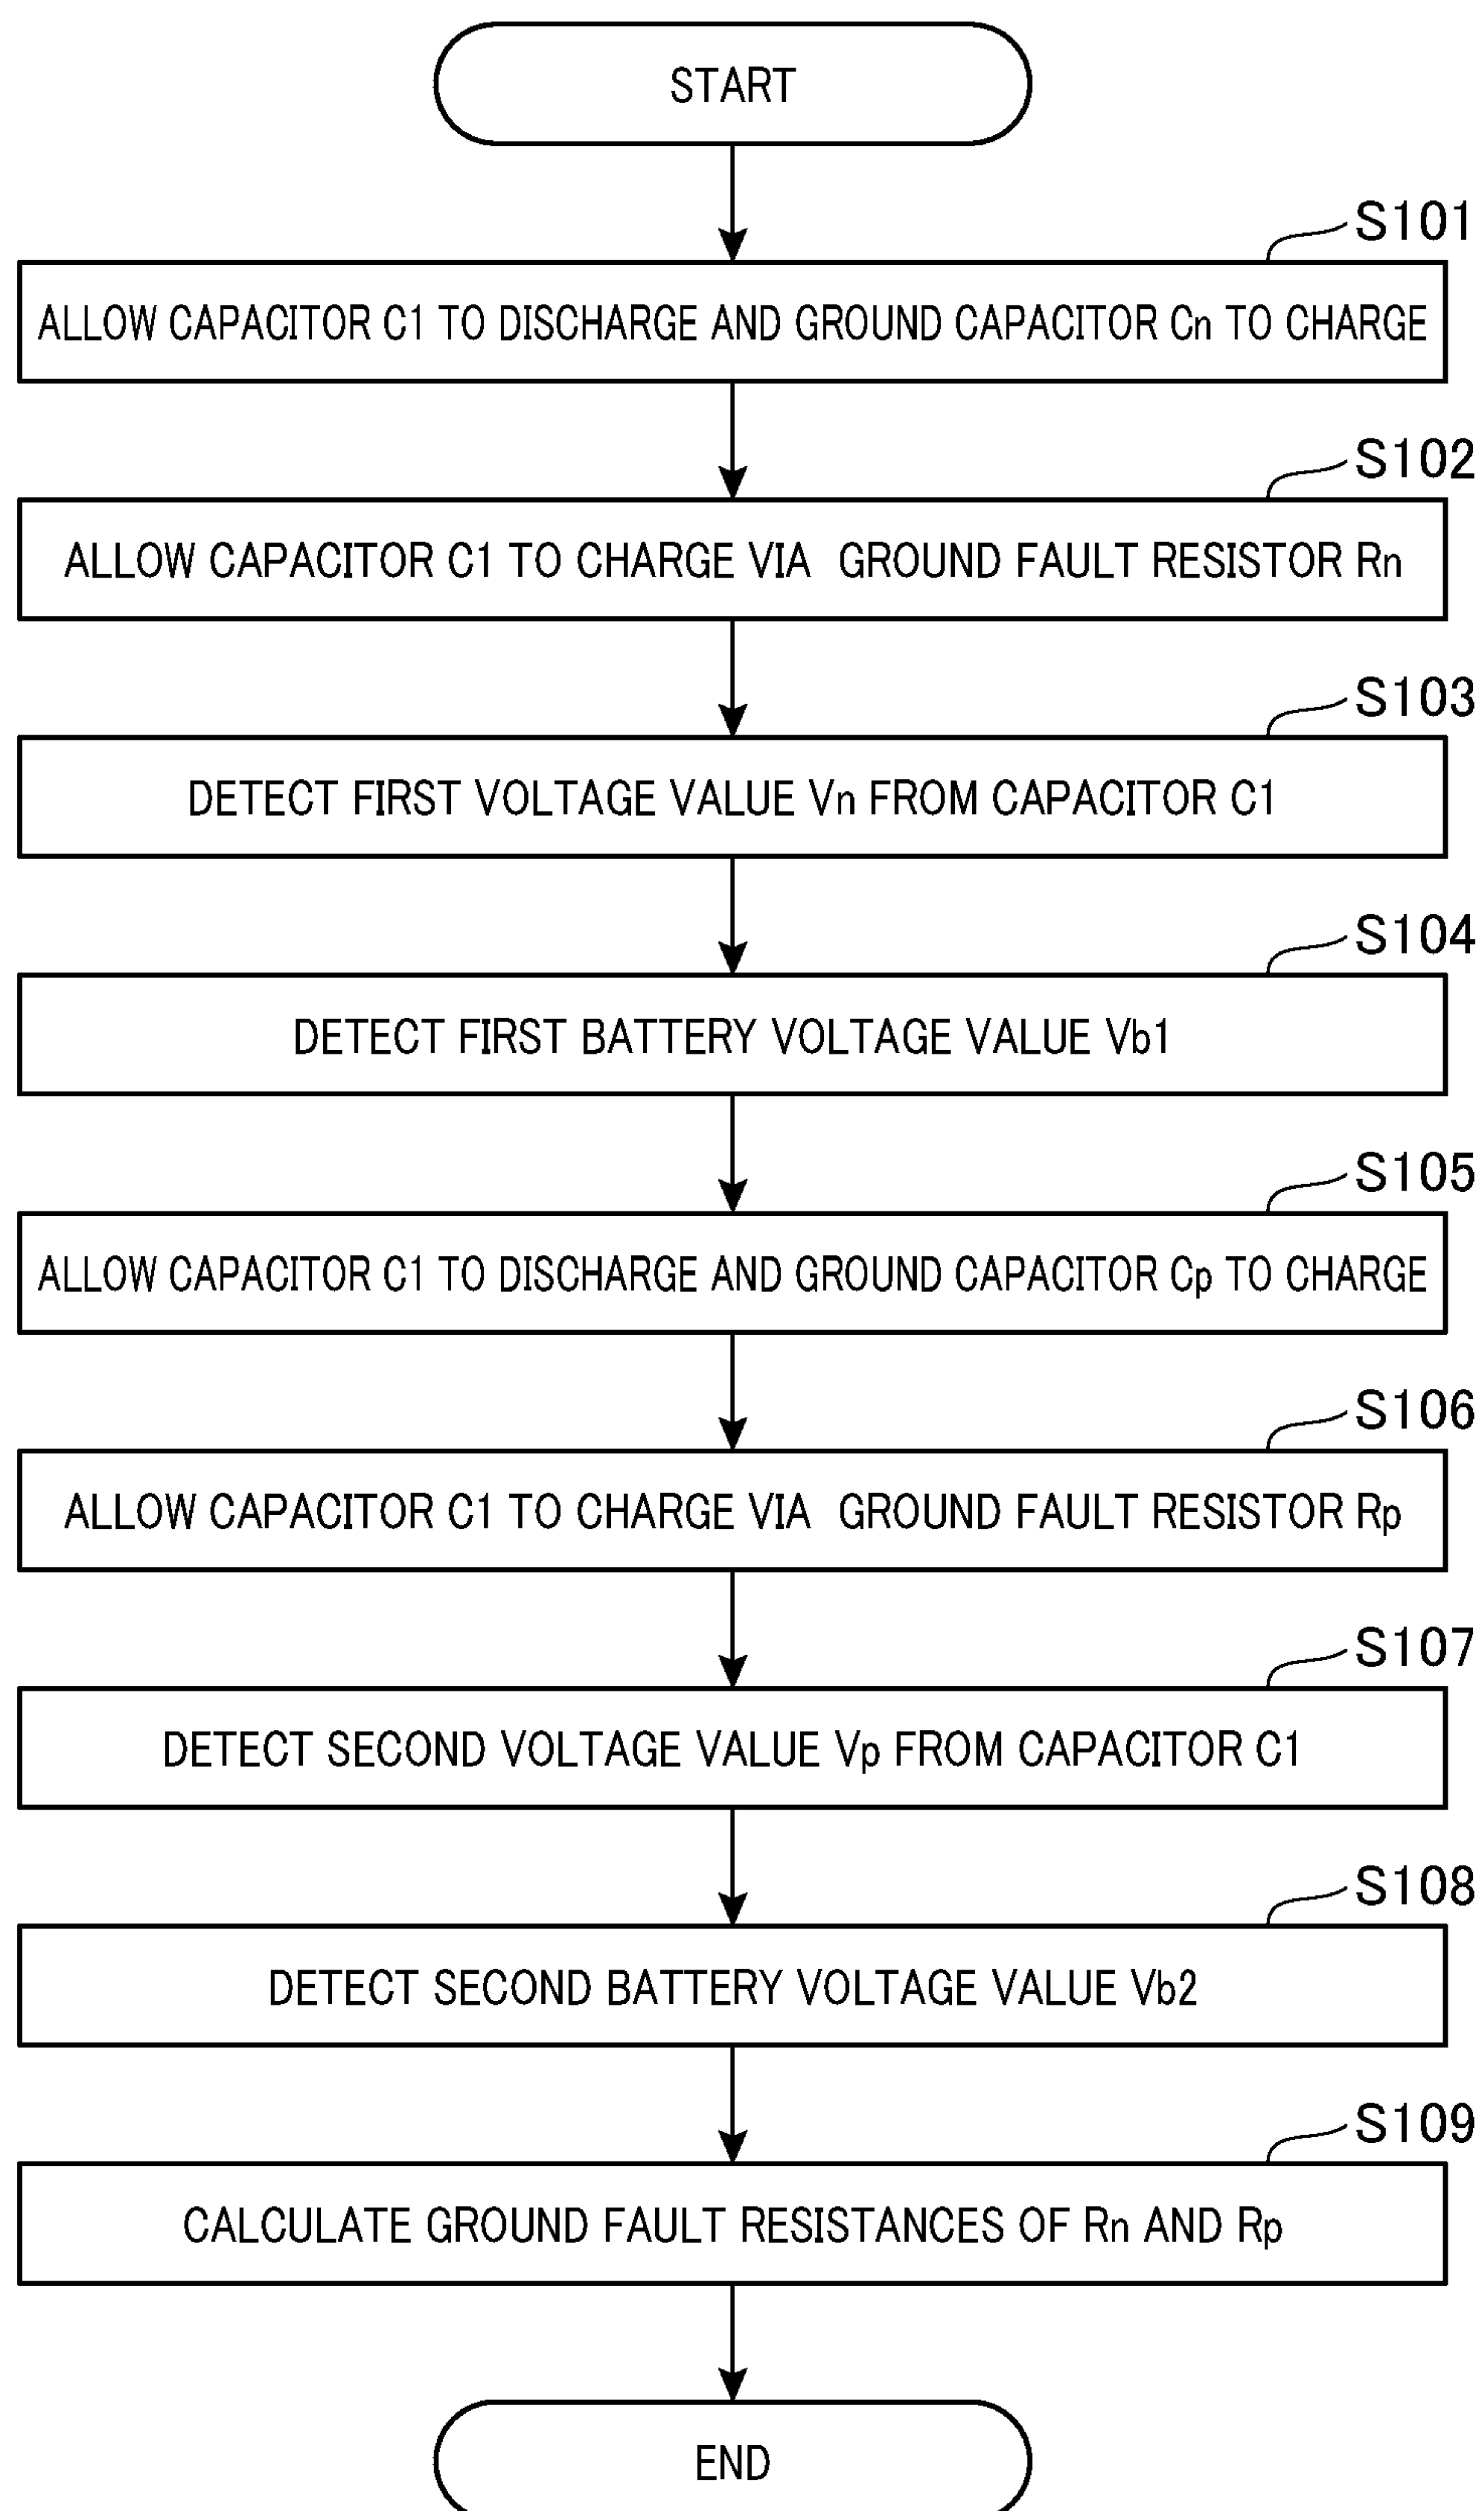 START
S101
ALLOW CAPACITOR C1 TO DISCHARGE AND GROUND CAPACITOR Cn TO CHARGE
S102
ALLOW CAPACITOR C1 TO CHARGE VIA GROUND FAULT RESISTOR Rn
S103
DETECT FIRST VOLTAGE VALUE Vn FROM CAPACITOR C1
S104
DETECT FIRST BATTERY VOLTAGE VALUE Vb1
S105
ALLOW CAPACITOR C1 TO DISCHARGE AND GROUND CAPACITOR Cp TO CHARGE
S106
ALLOW CAPACITOR C1 TO CHARGE VIA GROUND FAULT RESISTOR Rp
S107
DETECT SECOND VOLTAGE VALUE Vp FROM CAPACITOR C1
S108
DETECT SECOND BATTERY VOLTAGE VALUE Vb2
S109
CALCULATE GROUND FAULT RESISTANCES OF Rn AND Rp
END